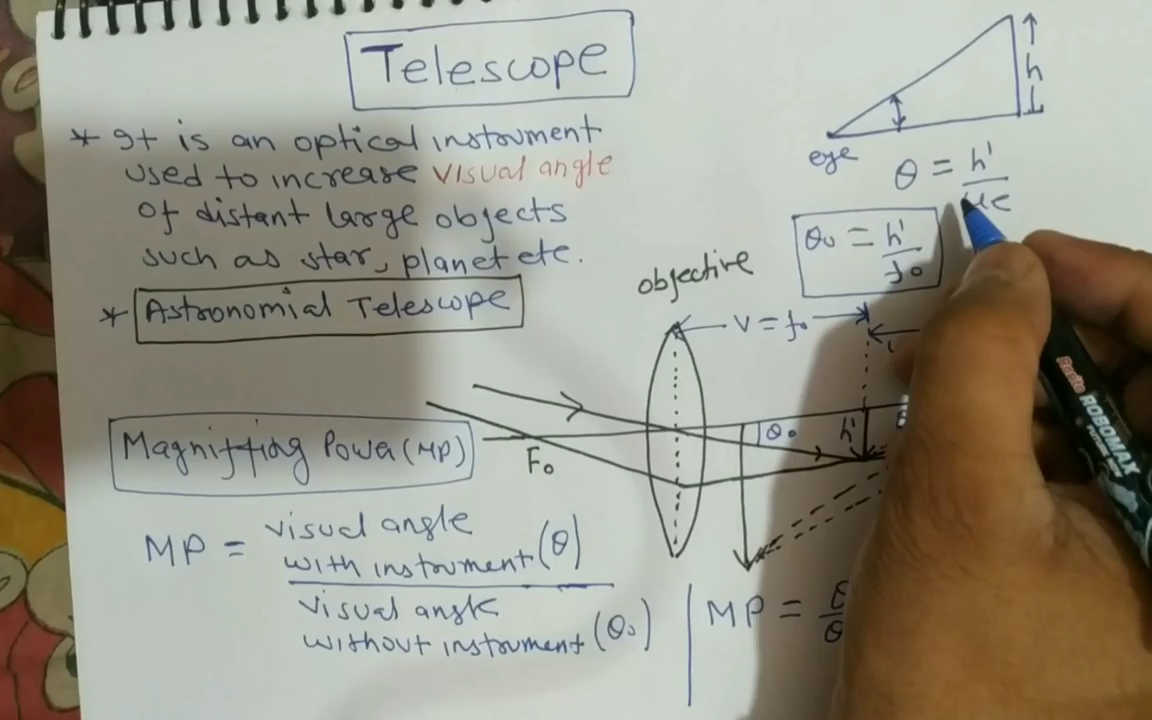 Telescope
* It is an optical instrument
used to increase visual angle
of distant large objects
such as star, planet etc.
* Astronomial Telescope
Magnifying Power (MP)
MP = visual angle
with instrument (θ)
visual angle
without instrument (θo)
MP = θ
θ
h
eye
θ = h'
ue
θo = h'
fo
objective
v = fo
θo
h'
Fo
ROBOMAX